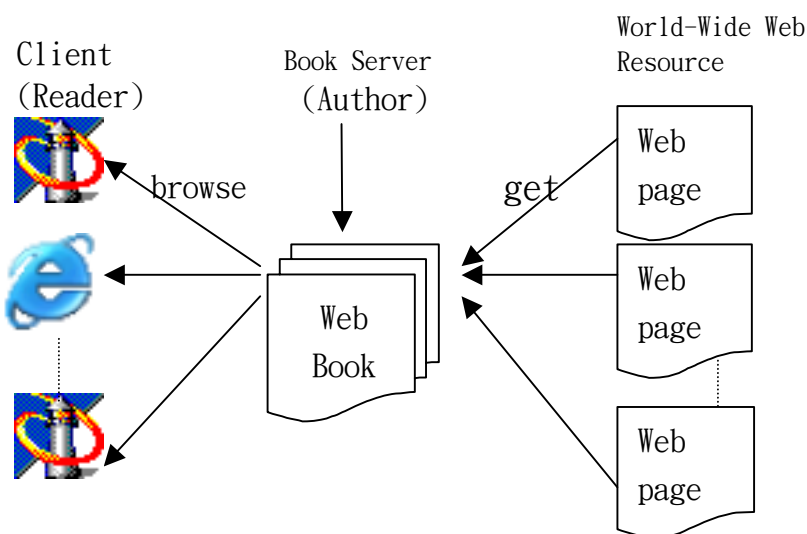 Client
(Reader)
Book Server
(Author)
World-Wide Web
Resource
browse
get
Web
Book
Web
page
Web
page
Web
page